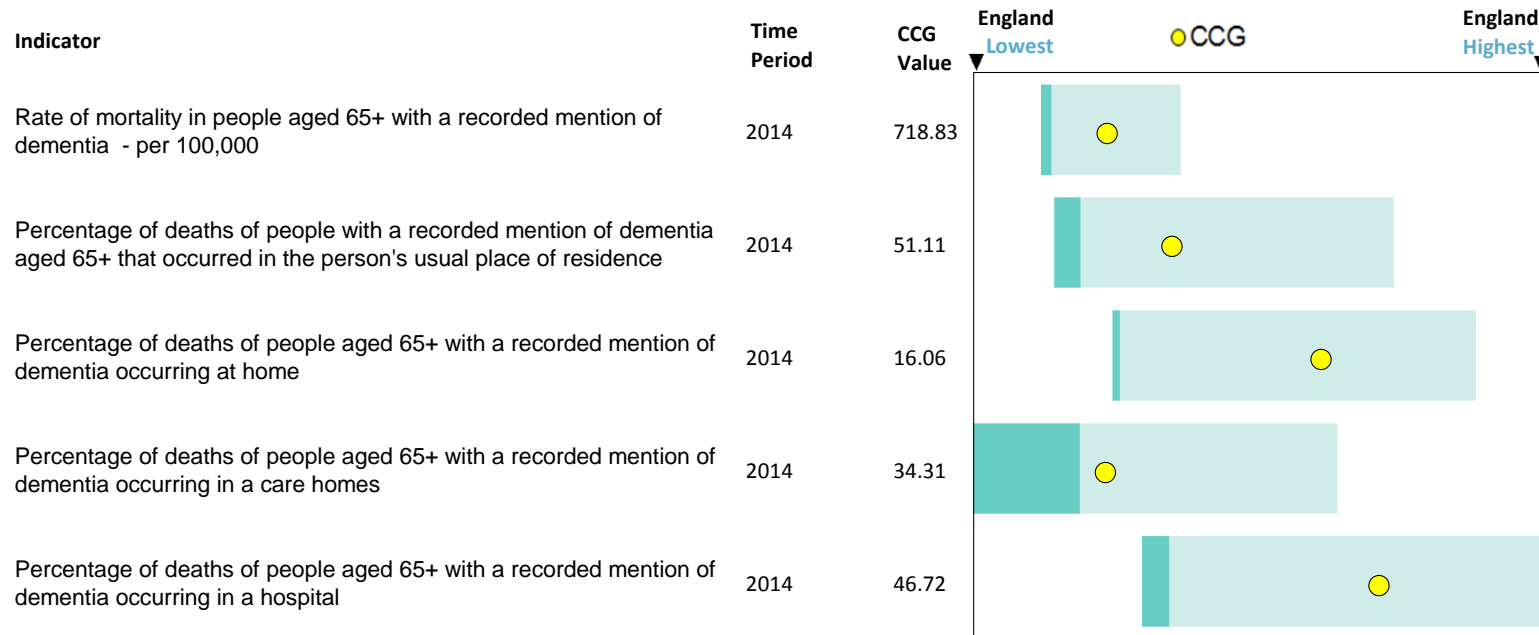 Indicator
Time Period
CCG Value
England Lowest
CCG
England Highest
Rate of mortality in people aged 65+ with a recorded mention of
dementia - per 100,000
2014
718.83
Percentage of deaths of people with a recorded mention of dementia
aged 65+ that occurred in the person's usual place of residence
2014
51.11
Percentage of deaths of people aged 65+ with a recorded mention of
dementia occurring at home
2014
16.06
Percentage of deaths of people aged 65+ with a recorded mention of
dementia occurring in a care homes
2014
34.31
Percentage of deaths of people aged 65+ with a recorded mention of
dementia occurring in a hospital
2014
46.72